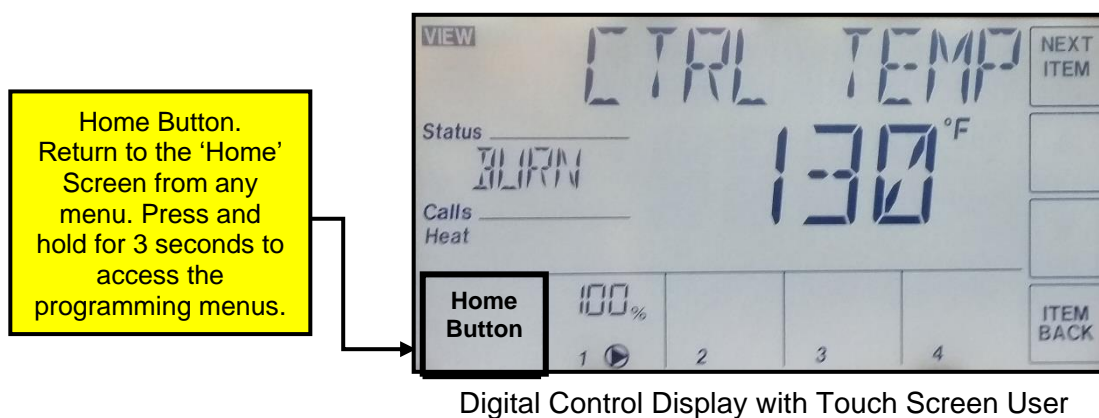 VIEW
CTRL TEMP
NEXT
ITEM
Home Button.
Return to the ‘Home’
Screen from any
menu. Press and
hold for 3 seconds to
access the
programming menus.
Status
BURN
130 °F
Calls
Heat
Home
Button
100%
1
2
3
4
ITEM
BACK
Digital Control Display with Touch Screen User